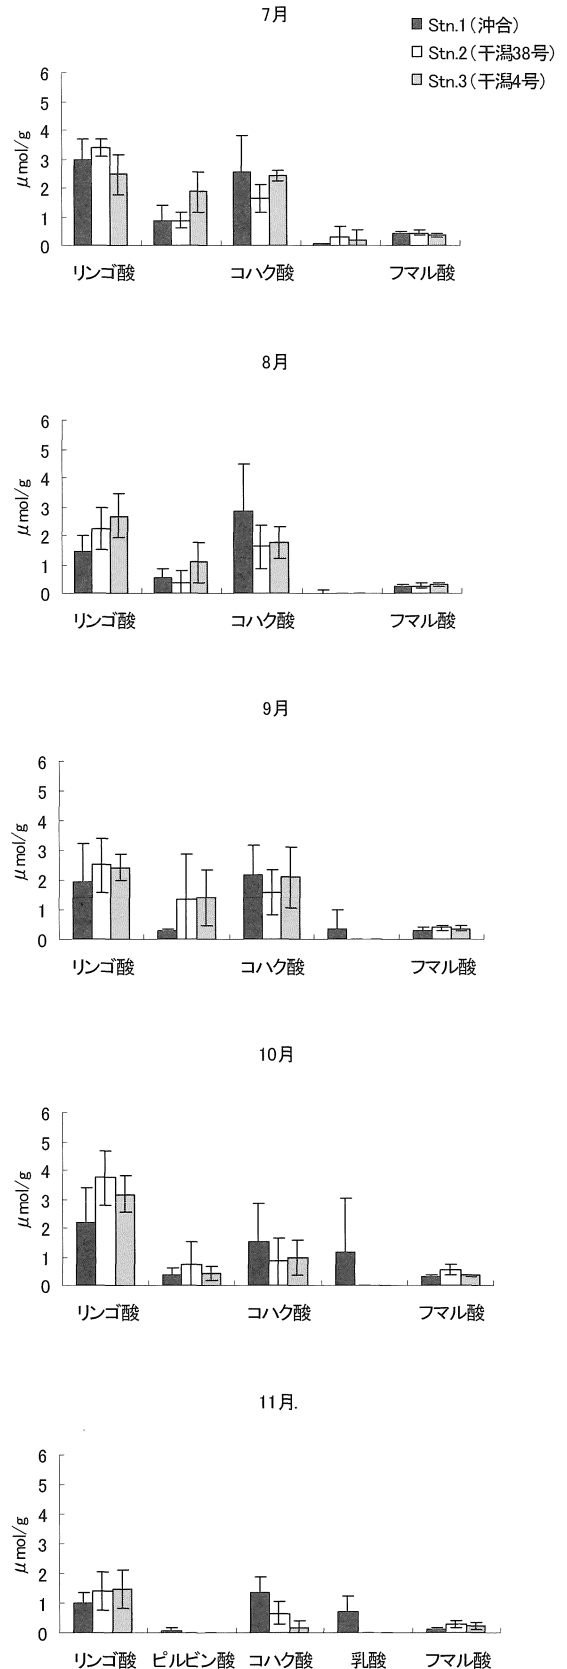 7月
Stn.1（沖合）
Stn.2（干潟38号）
Stn.3（干潟4号）
μmol/g
6
5
4
3
2
1
0
リンゴ酸 コハク酸 フマル酸
8月
μmol/g
6
5
4
3
2
1
0
リンゴ酸 コハク酸 フマル酸
9月
μmol/g
6
5
4
3
2
1
0
リンゴ酸 コハク酸 フマル酸
10月
μmol/g
6
5
4
3
2
1
0
リンゴ酸 コハク酸 フマル酸
11月.
μmol/g
6
5
4
3
2
1
0
リンゴ酸 ピルビン酸 コハク酸 乳酸 フマル酸